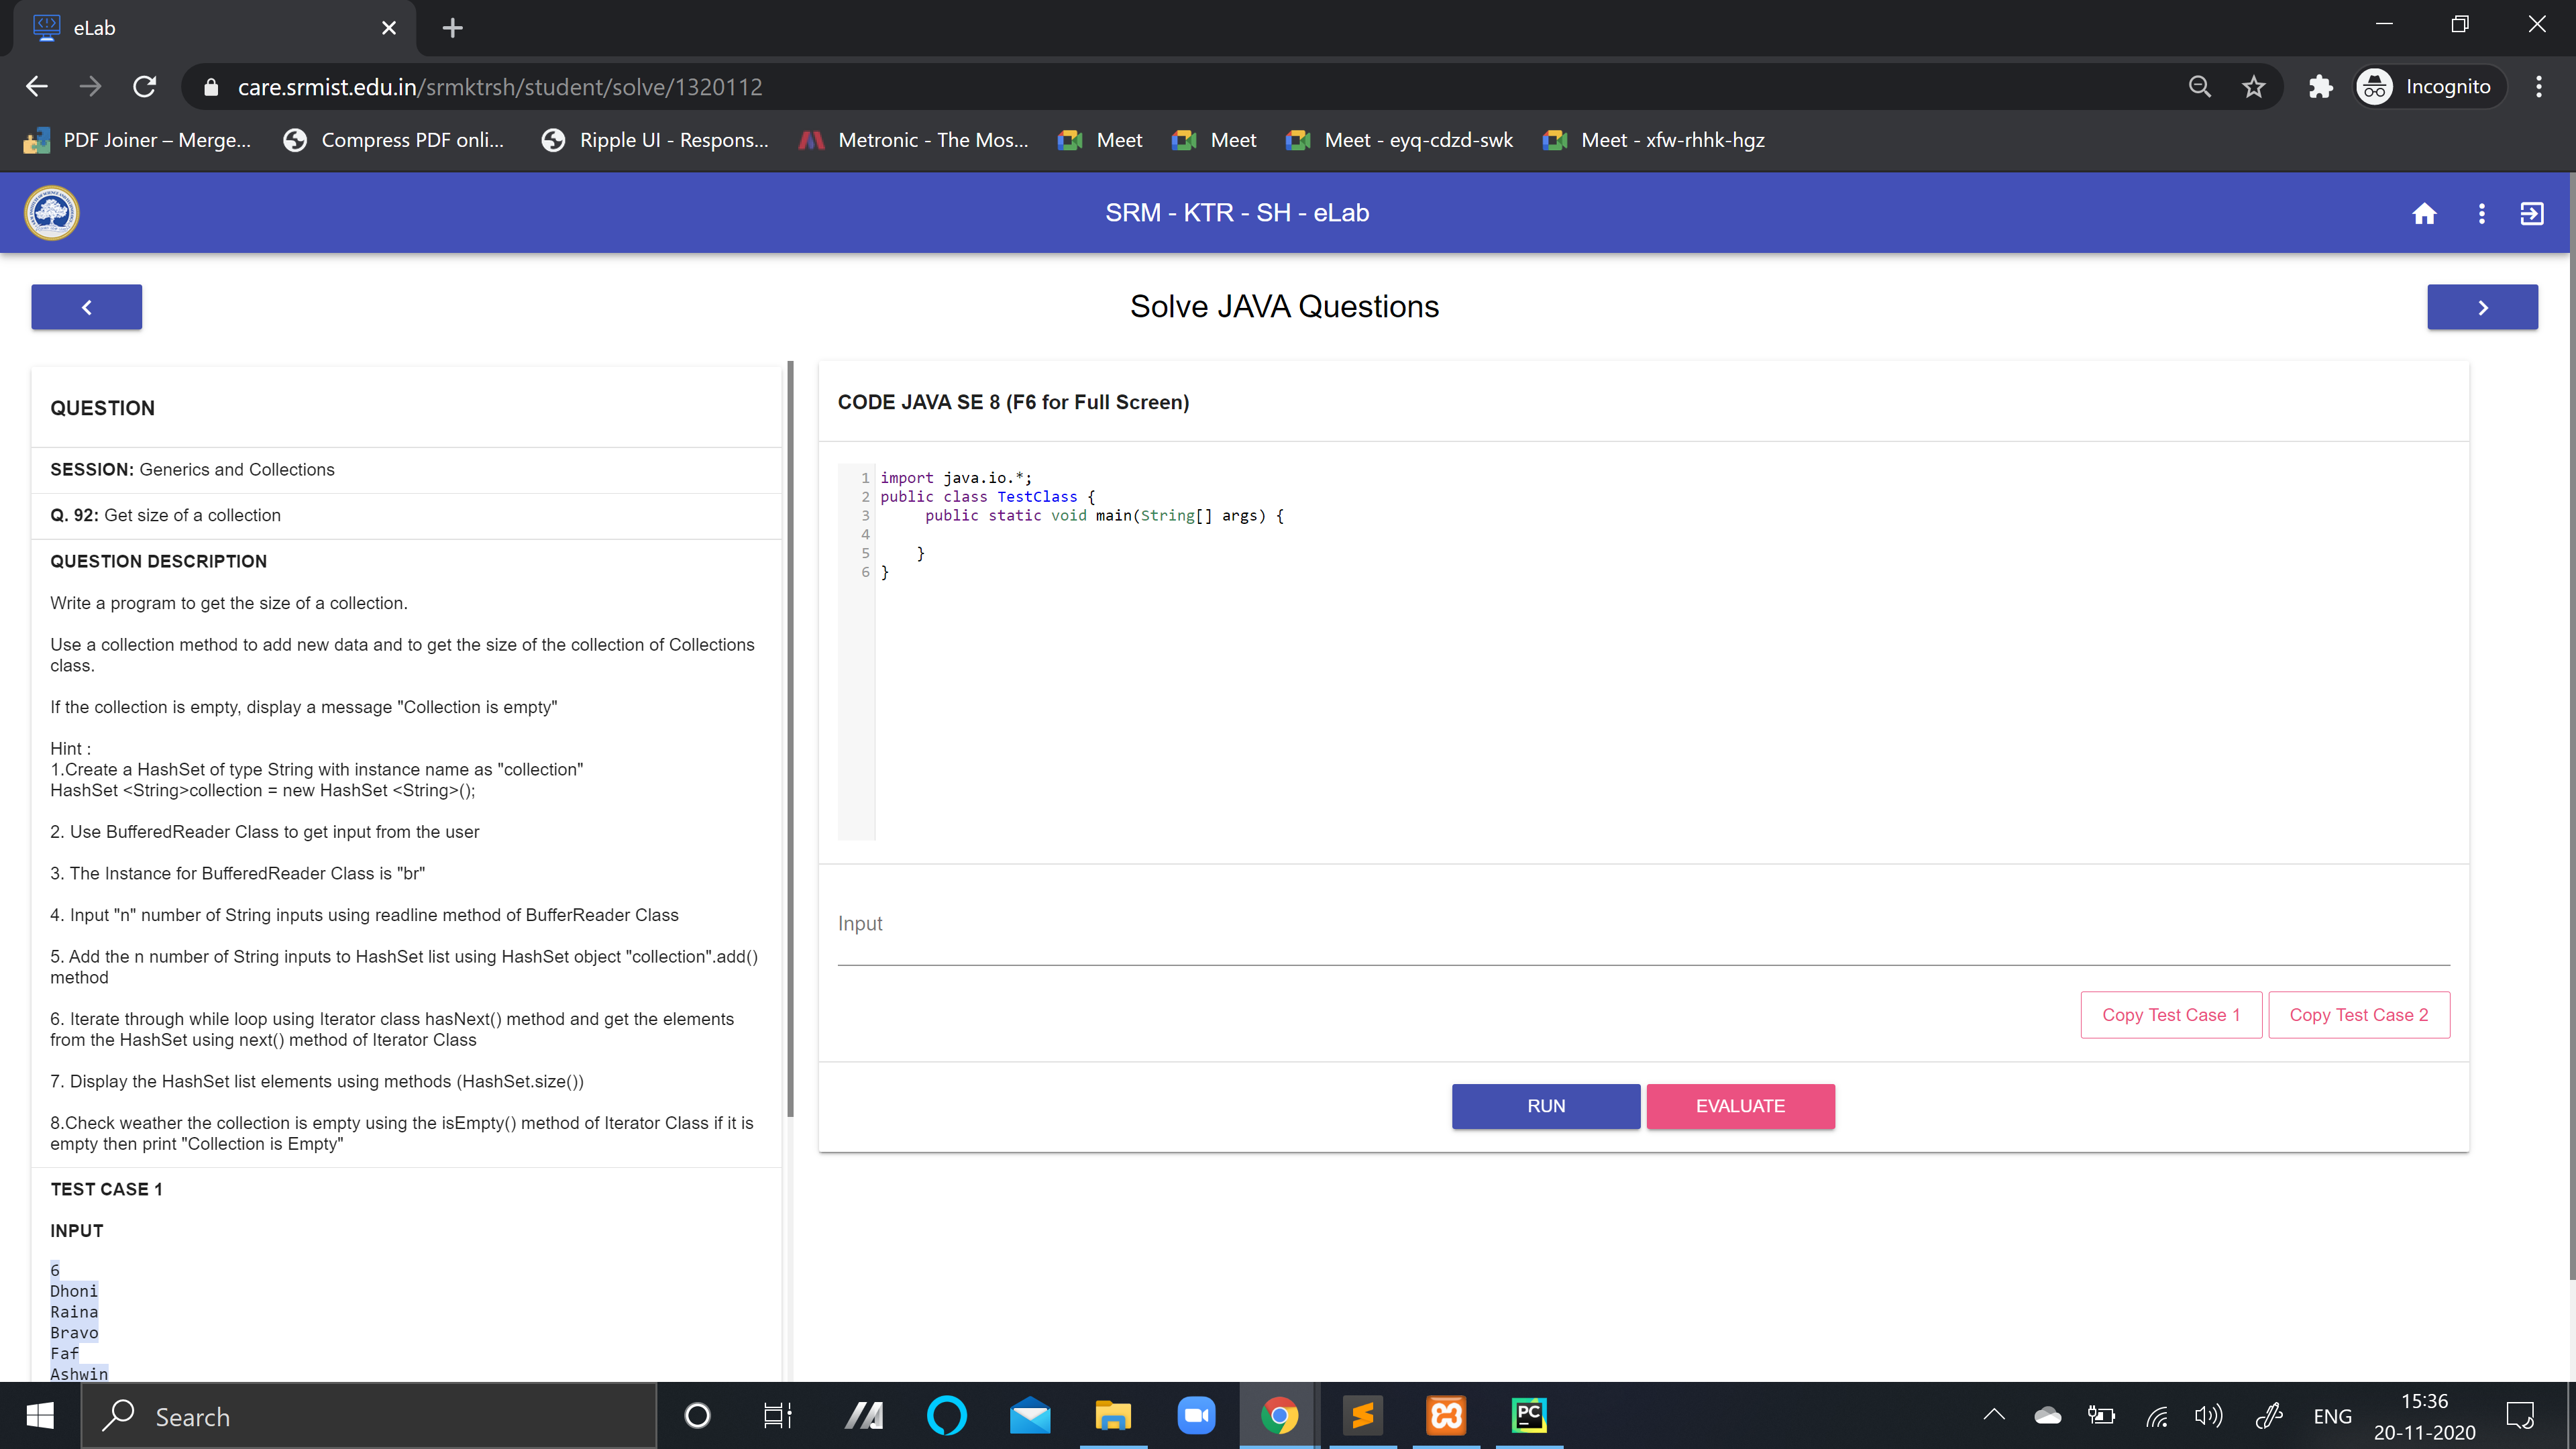 eLab
care.srmist.edu.in/srmktrsh/student/solve/1320112
Incognito
PDF Joiner – Merge...
Compress PDF onli...
Ripple UI - Respons...
Metronic - The Mos...
Meet
Meet
Meet - eyq-cdzd-swk
Meet - xfw-rhhk-hgz
SRM - KTR - SH - eLab
Solve JAVA Questions
QUESTION
SESSION: Generics and Collections
Q. 92: Get size of a collection
QUESTION DESCRIPTION
Write a program to get the size of a collection.
Use a collection method to add new data and to get the size of the collection of Collections
class.
If the collection is empty, display a message "Collection is empty"
Hint :
1.Create a HashSet of type String with instance name as "collection"
HashSet <String>collection = new HashSet <String>();
2. Use BufferedReader Class to get input from the user
3. The Instance for BufferedReader Class is "br"
4. Input "n" number of String inputs using readline method of BufferReader Class
5. Add the n number of String inputs to HashSet list using HashSet object "collection".add()
method
6. Iterate through while loop using Iterator class hasNext() method and get the elements
from the HashSet using next() method of Iterator Class
7. Display the HashSet list elements using methods (HashSet.size())
8.Check weather the collection is empty using the isEmpty() method of Iterator Class if it is
empty then print "Collection is Empty"
TEST CASE 1
INPUT
6
Dhoni
Raina
Bravo
Faf
Ashwin
CODE JAVA SE 8 (F6 for Full Screen)
1 import java.io.*;
2 public class TestClass {
3 public static void main(String[] args) {
4
5 }
6 }
Input
Copy Test Case 1
Copy Test Case 2
RUN
EVALUATE
Search
PC
ENG
15:36
20-11-2020